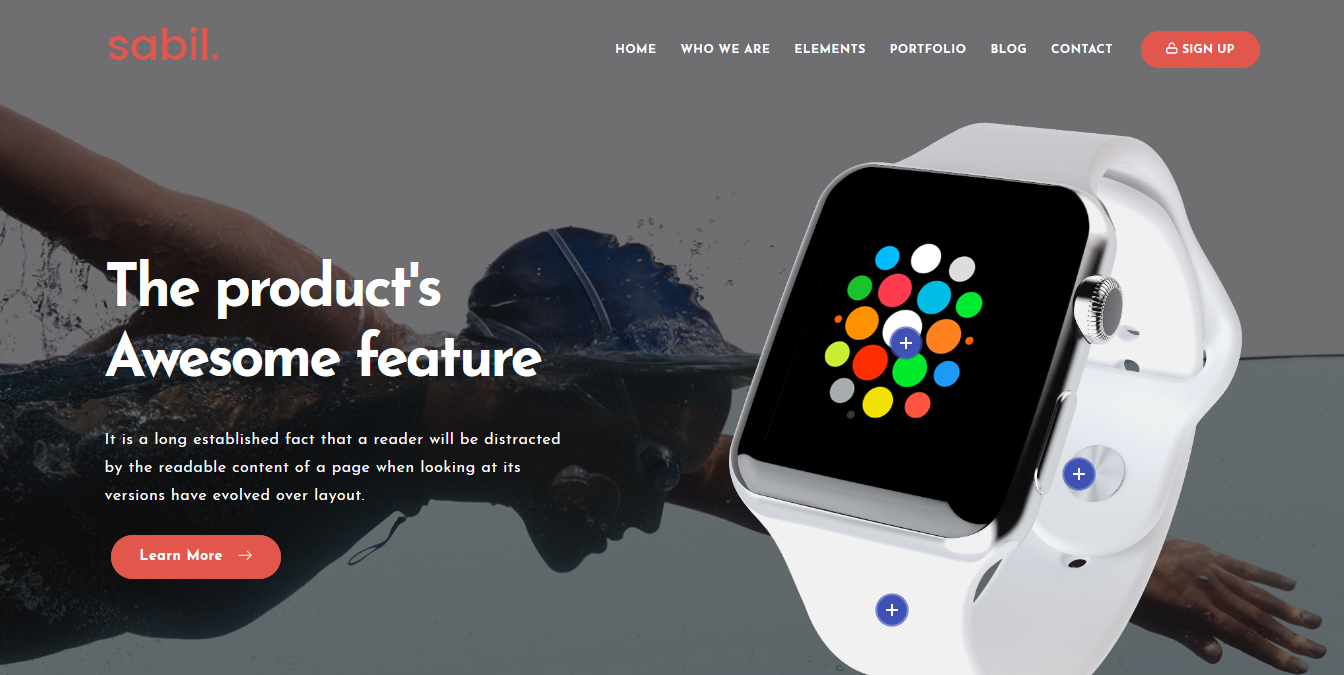 sabil.
HOME WHO WE ARE ELEMENTS PORTFOLIO BLOG CONTACT SIGN UP
The product's
Awesome feature
It is a long established fact that a reader will be distracted
by the readable content of a page when looking at its
versions have evolved over layout.
Learn More